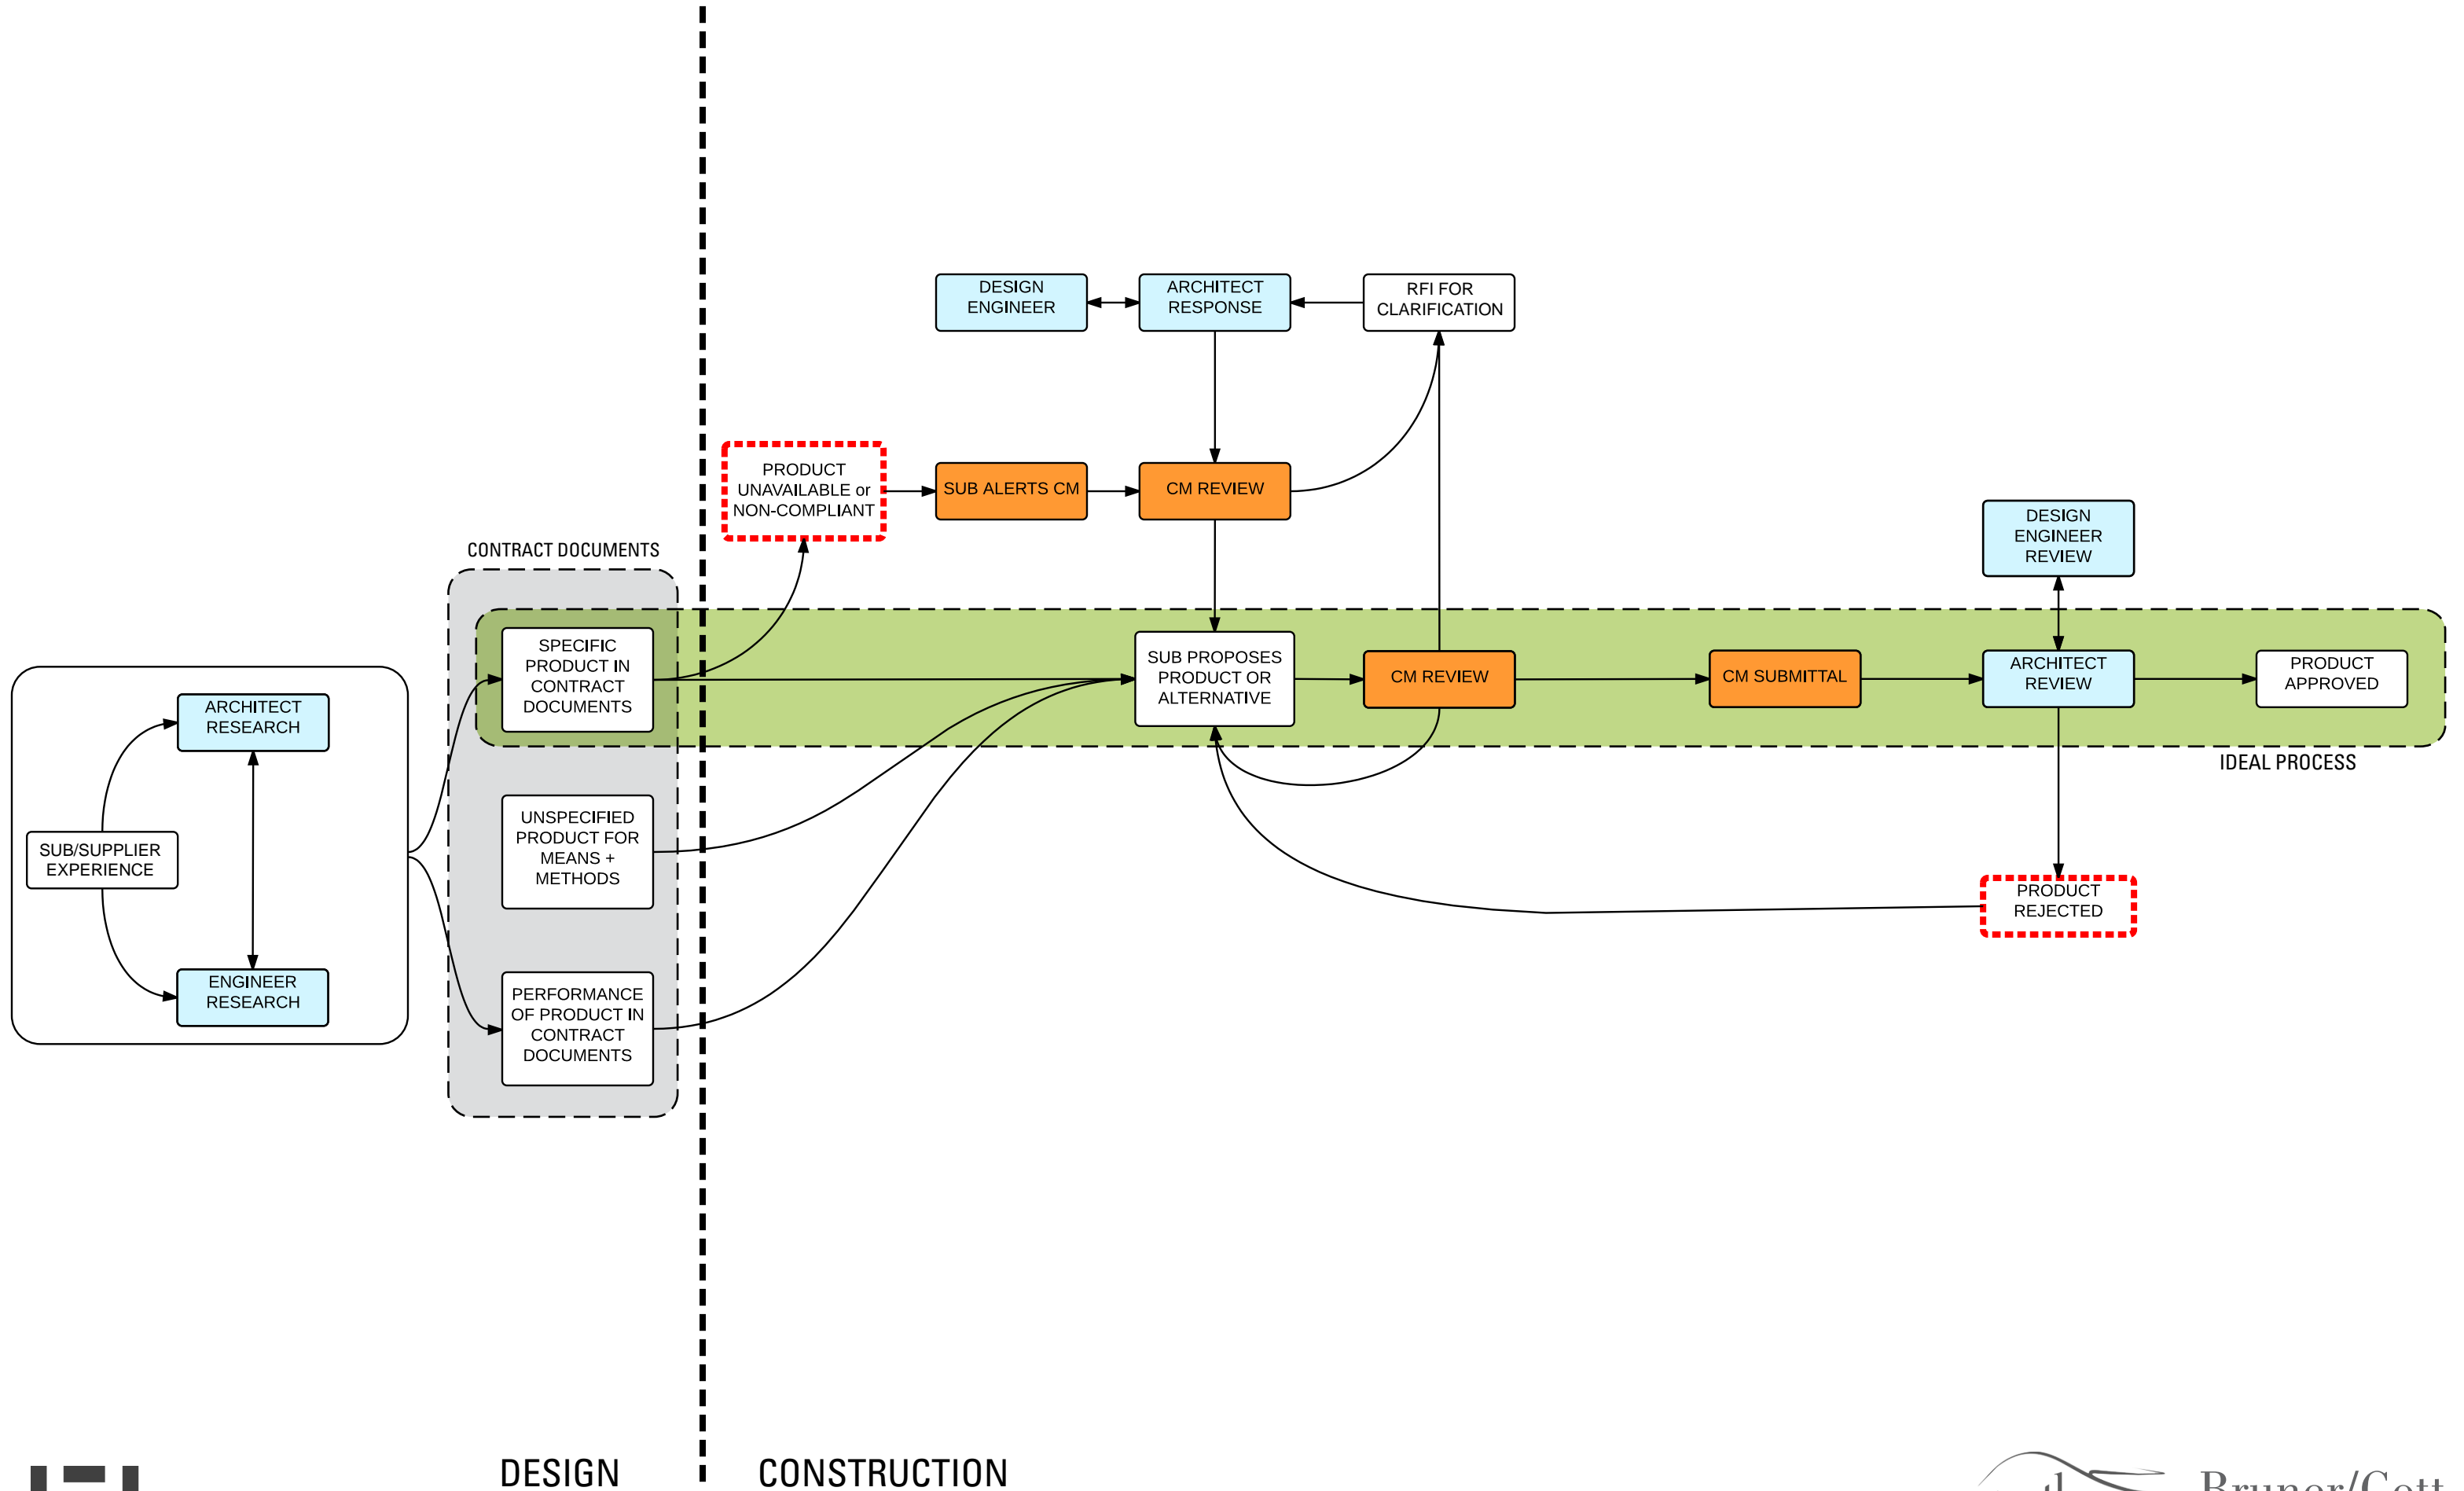 DESIGN
ENGINEER
ARCHITECT
RESPONSE
RFI FOR
CLARIFICATION
PRODUCT
UNAVAILABLE or
NON-COMPLIANT
SUB ALERTS CM
CM REVIEW
DESIGN
ENGINEER
REVIEW
CONTRACT DOCUMENTS
SPECIFIC
PRODUCT IN
CONTRACT
DOCUMENTS
SUB PROPOSES
PRODUCT OR
ALTERNATIVE
CM REVIEW
CM SUBMITTAL
ARCHITECT
REVIEW
PRODUCT
APPROVED
IDEAL PROCESS
ARCHITECT
RESEARCH
SUB/SUPPLIER
EXPERIENCE
ENGINEER
RESEARCH
UNSPECIFIED
PRODUCT FOR
MEANS +
METHODS
PERFORMANCE
OF PRODUCT IN
CONTRACT
DOCUMENTS
PRODUCT
REJECTED
DESIGN
CONSTRUCTION
Bruner/Cott